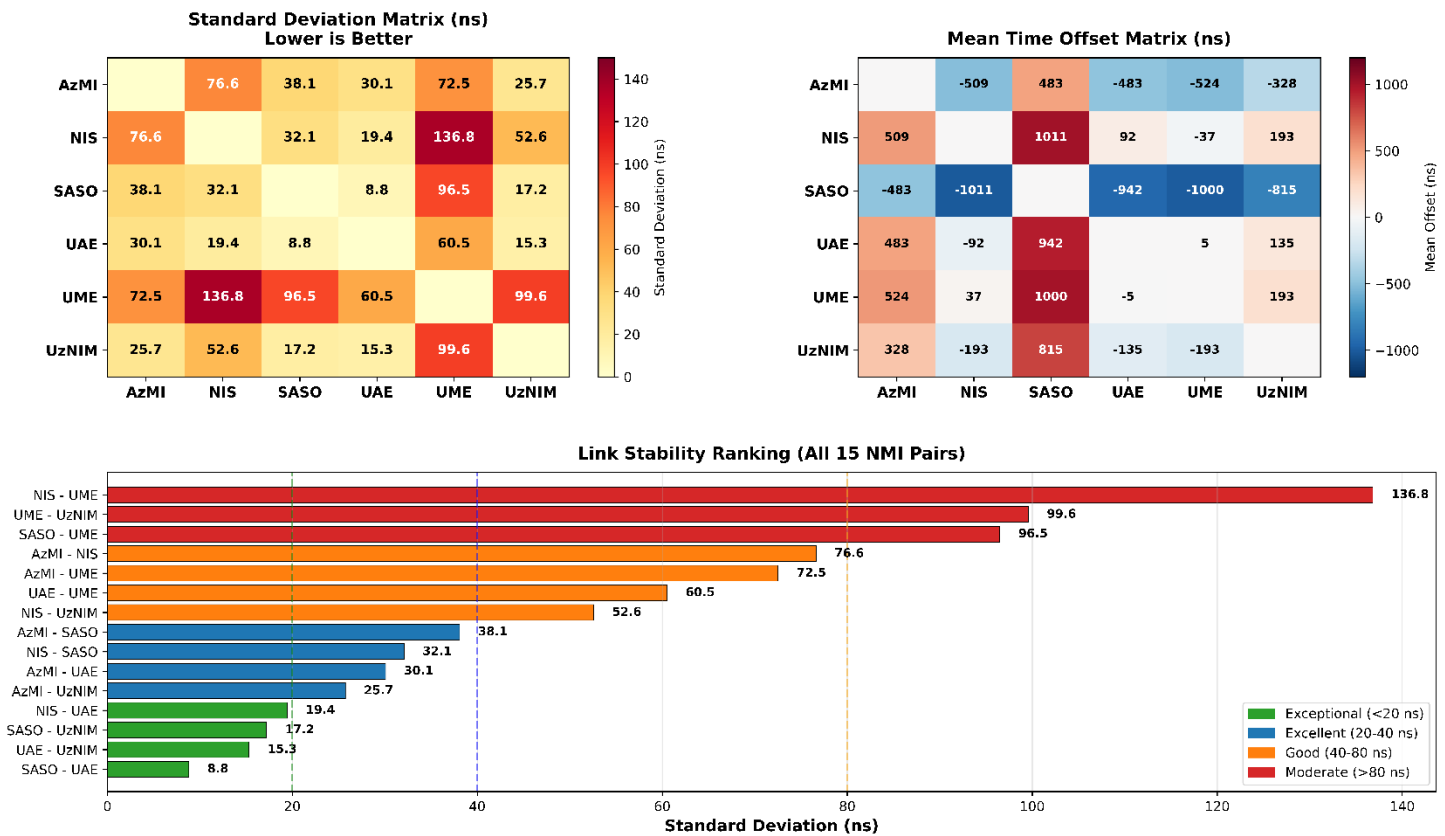 Standard Deviation Matrix (ns)
Lower is Better
AzMI 76.6 38.1 30.1 72.5 25.7
NIS 76.6 32.1 19.4 136.8 52.6
SASO 38.1 32.1 8.8 96.5 17.2
UAE 30.1 19.4 8.8 60.5 15.3
UME 72.5 136.8 96.5 60.5 99.6
UzNIM 25.7 52.6 17.2 15.3 99.6
AzMI NIS SASO UAE UME UzNIM
140
120
100
80
60
40
20
0
Standard Deviation (ns)
Mean Time Offset Matrix (ns)
AzMI -509 483 -483 -524 -328
NIS 509 1011 92 -37 193
SASO -483 -1011 -942 -1000 -815
UAE 483 -92 942 5 135
UME 524 37 1000 -5 193
UzNIM 328 -193 815 -135 -193
AzMI NIS SASO UAE UME UzNIM
1000
500
0
−500
−1000
Mean Offset (ns)
Link Stability Ranking (All 15 NMI Pairs)
NIS - UME 136.8
UME - UzNIM 99.6
SASO - UME 96.5
AzMI - NIS 76.6
AzMI - UME 72.5
UAE - UME 60.5
NIS - UzNIM 52.6
AzMI - SASO 38.1
NIS - SASO 32.1
AzMI - UAE 30.1
AzMI - UzNIM 25.7
NIS - UAE 19.4
SASO - UzNIM 17.2
UAE - UzNIM 15.3
SASO - UAE 8.8
Exceptional (<20 ns)
Excellent (20-40 ns)
Good (40-80 ns)
Moderate (>80 ns)
0 20 40 60 80 100 120 140
Standard Deviation (ns)